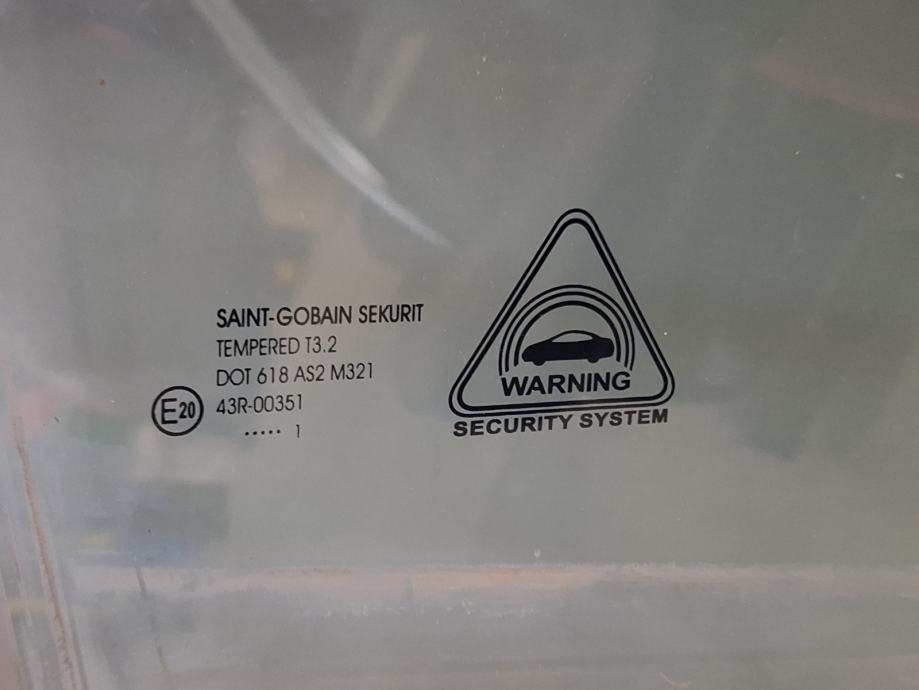 SAINT-GOBAIN SEKURIT
TEMPERED T3.2
DOT 618 AS2 M321
E20 43R-00351
..... 1
WARNING
SECURITY SYSTEM